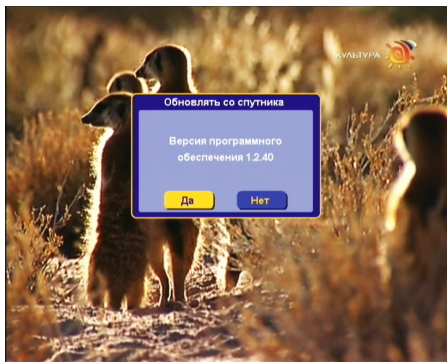 КУЛЬТУРА
Обновлять со спутника
Версия программного
обеспечения 1.2.40
Да
Нет